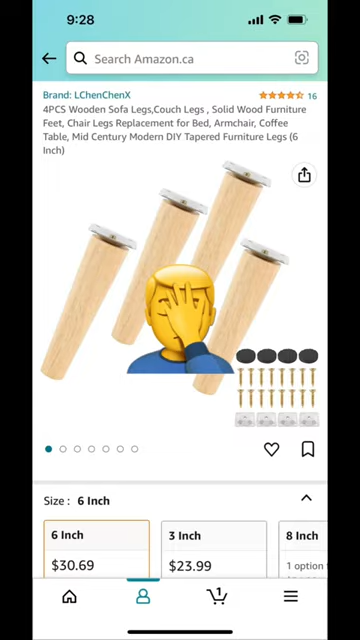 9:28
Search Amazon.ca
Brand: LChenChenX
16
4PCS Wooden Sofa Legs,Couch Legs , Solid Wood Furniture
Feet, Chair Legs Replacement for Bed, Armchair, Coffee
Table, Mid Century Modern DIY Tapered Furniture Legs (6
Inch)
Size : 6 Inch
6 Inch
$30.69
3 Inch
$23.99
8 Inch
1 option
1